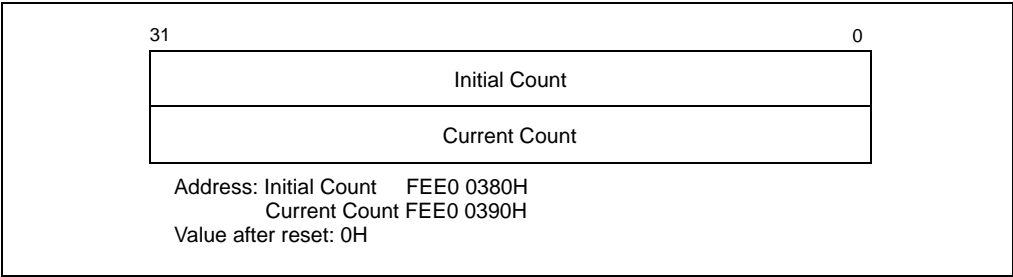 31 0
Initial Count
Current Count
Address: Initial Count FEE0 0380H
Current Count FEE0 0390H
Value after reset: 0H